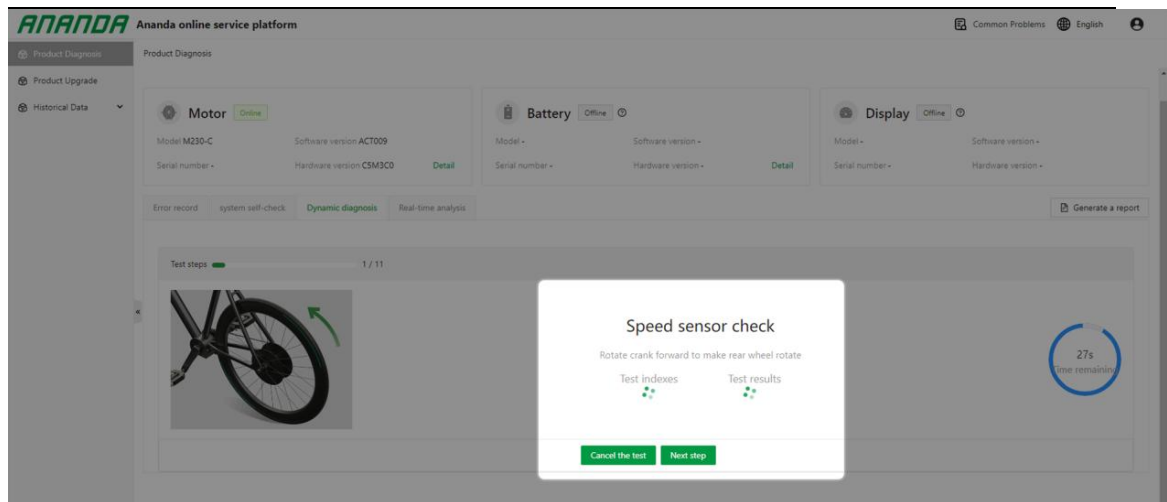 ANANDA Ananda online service platform Common Problems English
Product Diagnosis Product Diagnosis
Product Upgrade
Historical Data
Motor Online Battery Offline Display Offline
Model M230-C Software version ACT009 Model - Software version - Model - Software version -
Serial number - Hardware version C5M3C0 Detail Serial number - Hardware version - Detail Serial number - Hardware version -
Error record system self-check Dynamic diagnosis Real-time analysis Generate a report
Test steps 1 / 11
Speed sensor check
Rotate crank forward to make rear wheel rotate
Test indexes Test results
27s
Time remaining
Cancel the test Next step